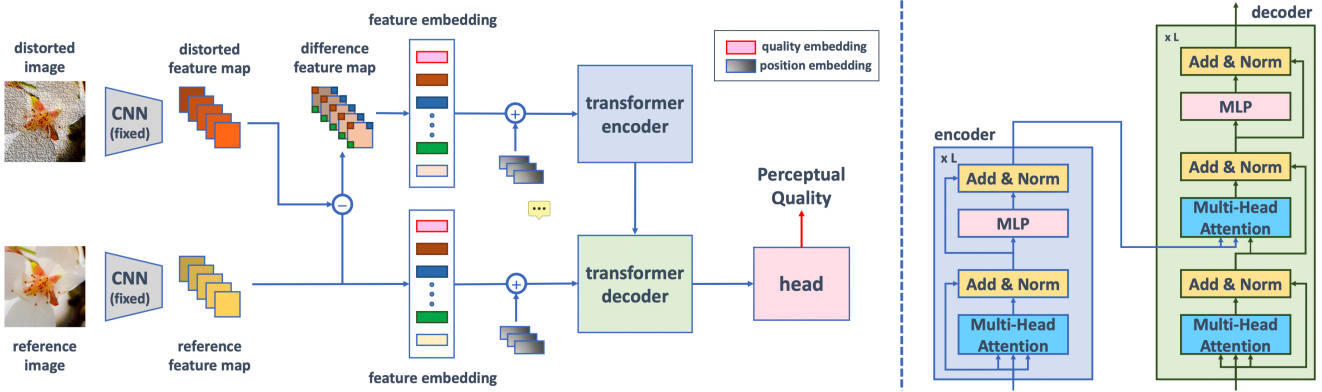 distorted
image
CNN
(fixed)
distorted
feature map
difference
feature map
feature embedding
quality embedding
position embedding
+
transformer
encoder
−
Perceptual
Quality
CNN
(fixed)
+
transformer
decoder
head
reference
image
reference
feature map
feature embedding
encoder
x L
Add & Norm
MLP
Add & Norm
Multi-Head
Attention
decoder
x L
Add & Norm
MLP
Add & Norm
Multi-Head
Attention
Add & Norm
Multi-Head
Attention